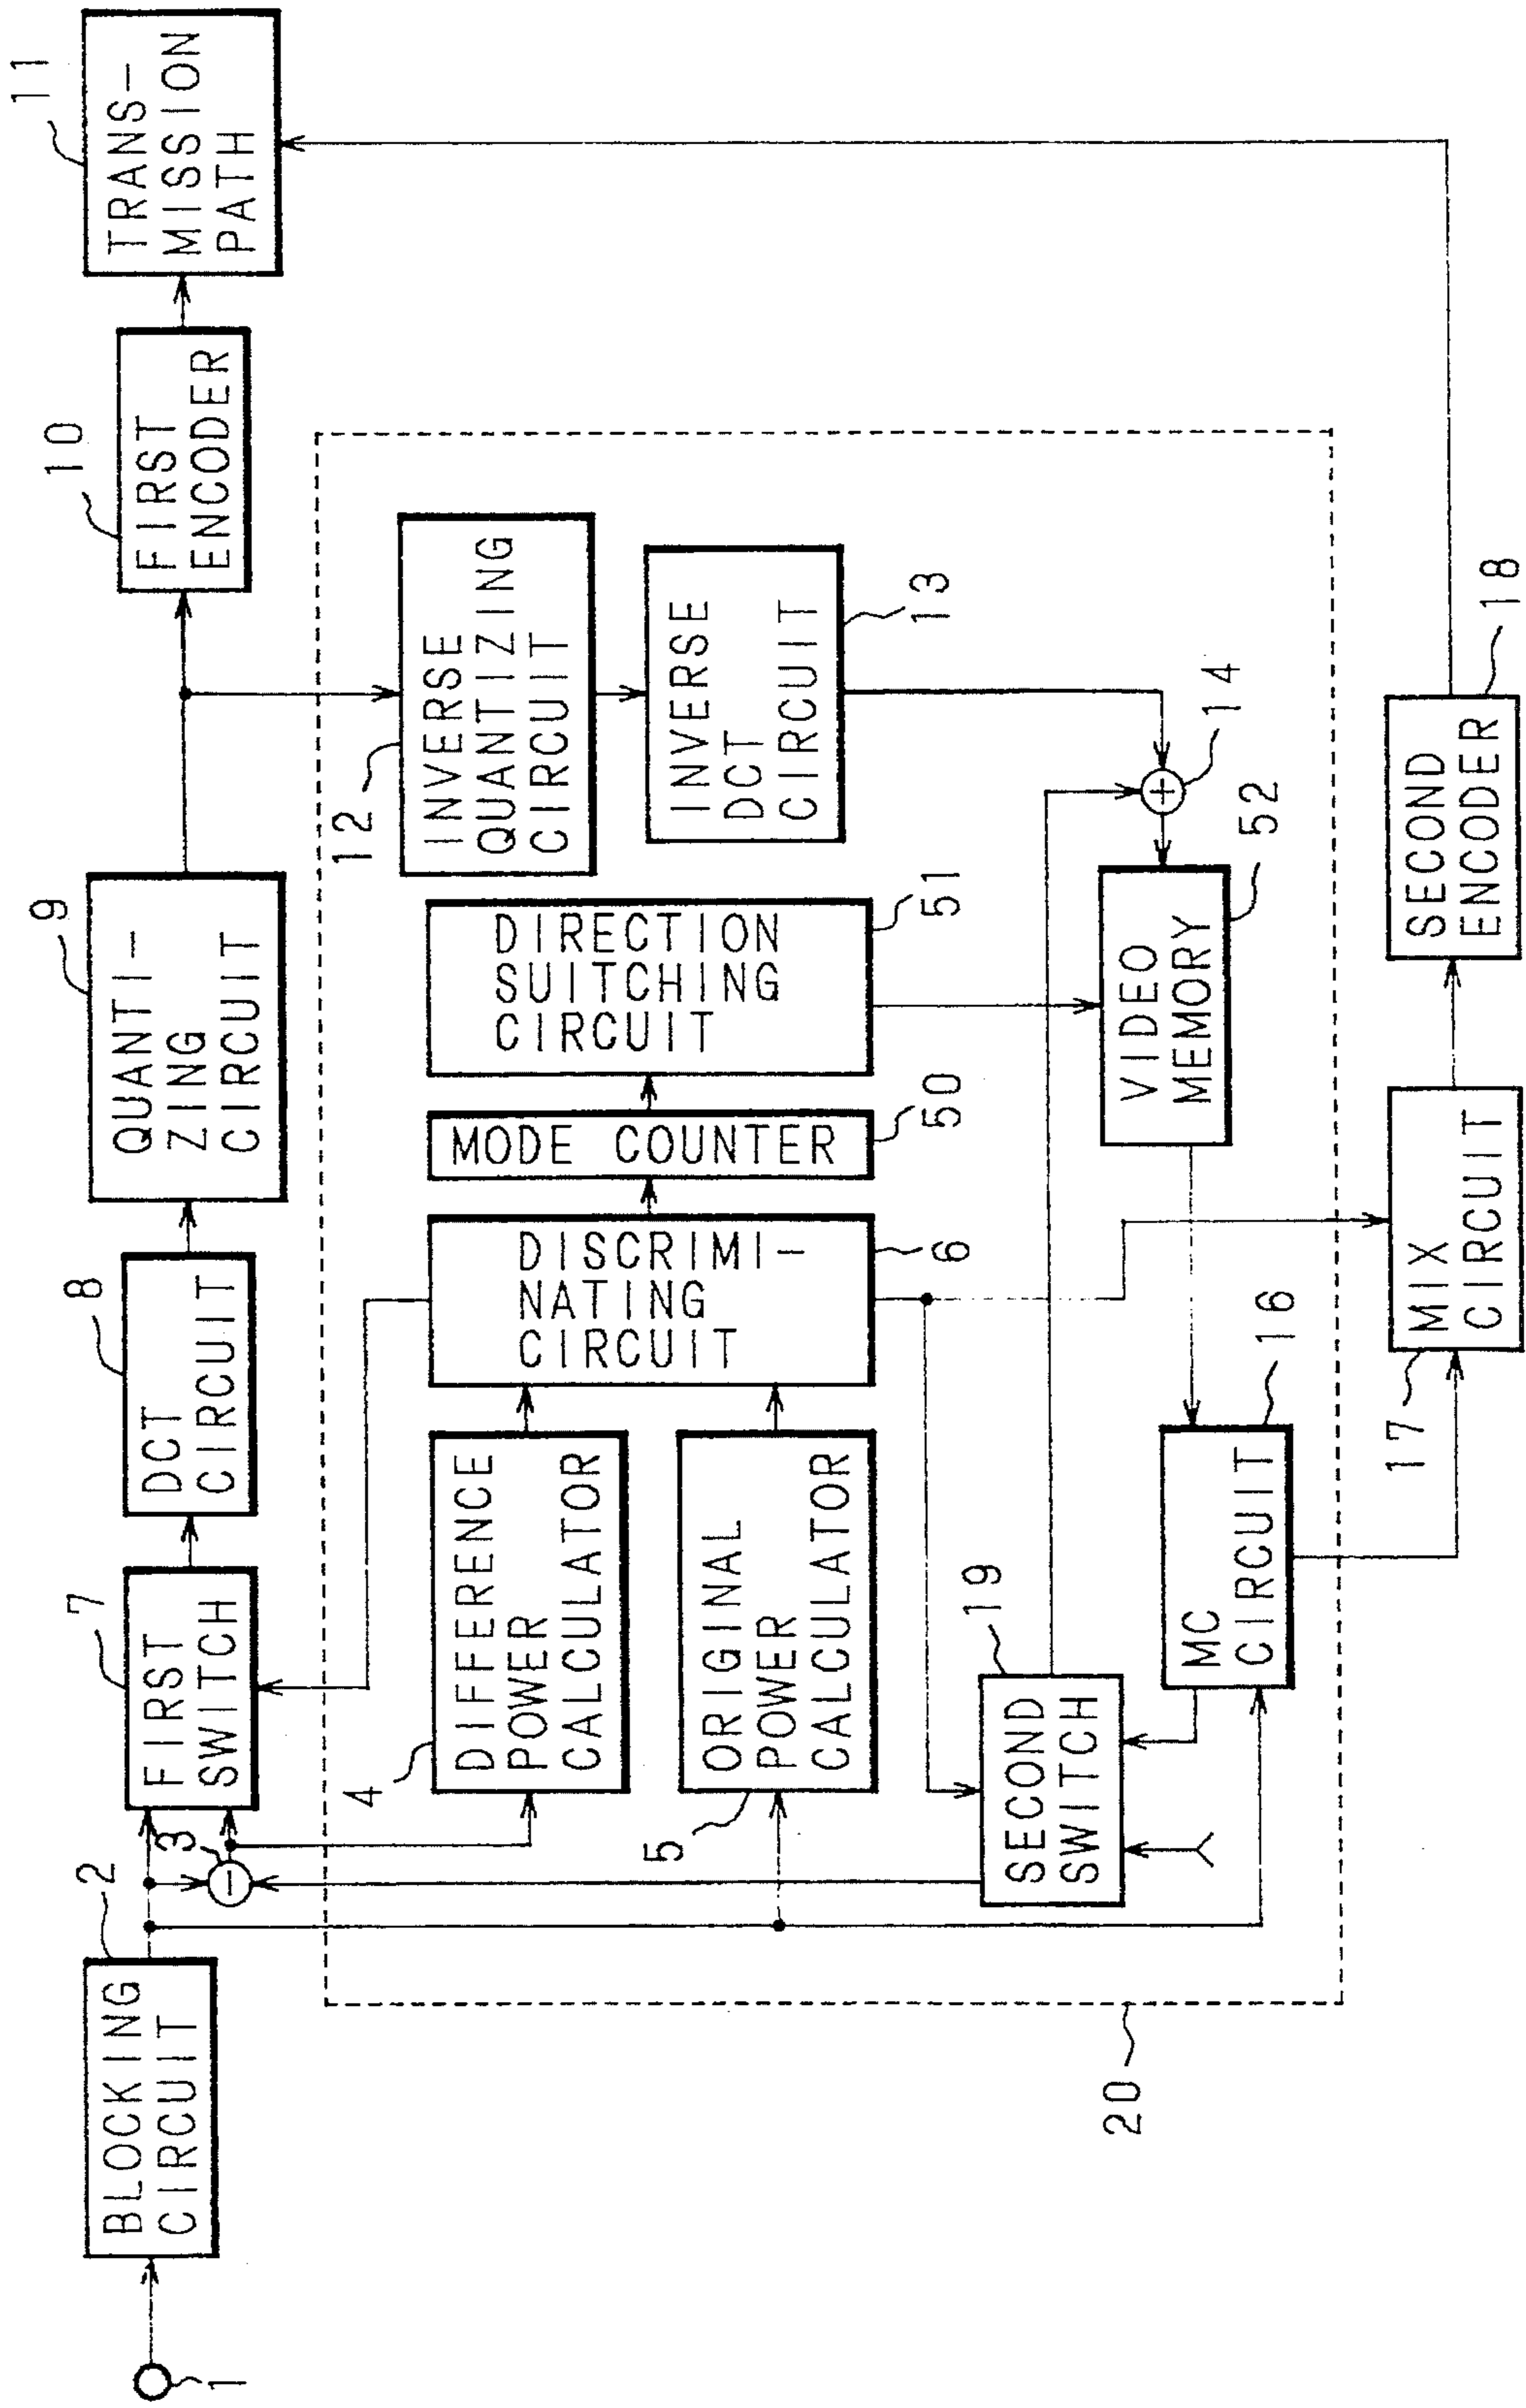 1
BLOCKING
CIRCUIT
2
3
FIRST
SWITCH
7
DCT
CIRCUIT
8
QUANTI-
ZING
CIRCUIT
9
FIRST
ENCODER
10
TRANS-
MISSION
PATH
11
DIFFERENCE
POWER
CALCULATOR
4
ORIGINAL
POWER
CALCULATOR
5
DISCRIMI-
NATING
CIRCUIT
6
MODE COUNTER
50
DIRECTION
SUITCHING
CIRCUIT
51
INVERSE
QUANTIZING
CIRCUIT
12
INVERSE
DCT
CIRCUIT
13
14
VIDEO
MEMORY
52
SECOND
SWITCH
19
MC
CIRCUIT
16
20
MIX
CIRCUIT
17
SECOND
ENCODER
18